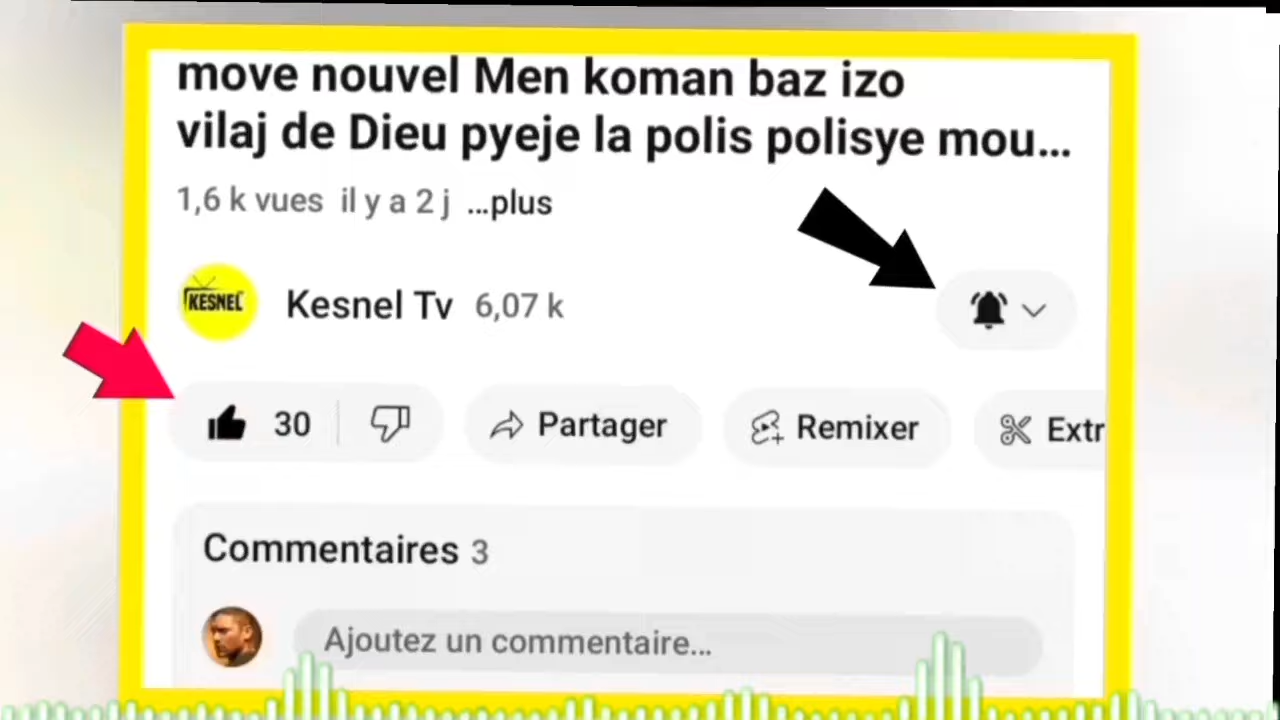 move nouvel Men koman baz izo
vilaj de Dieu pyeje la polis polisye mou...
1,6 k vues il y a 2 j ...plus
KESNEL
Kesnel Tv 6,07 k
30
Partager
Remixer
Extr
Commentaires 3
Ajoutez un commentaire...